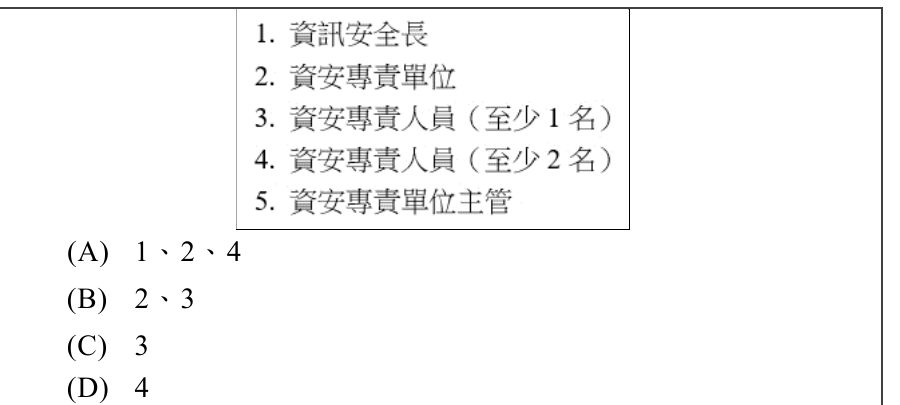 1. 資訊安全長
2. 資安專責單位
3. 資安專責人員（至少 1 名）
4. 資安專責人員（至少 2 名）
5. 資安專責單位主管
(A) 1、2、4
(B) 2、3
(C) 3
(D) 4